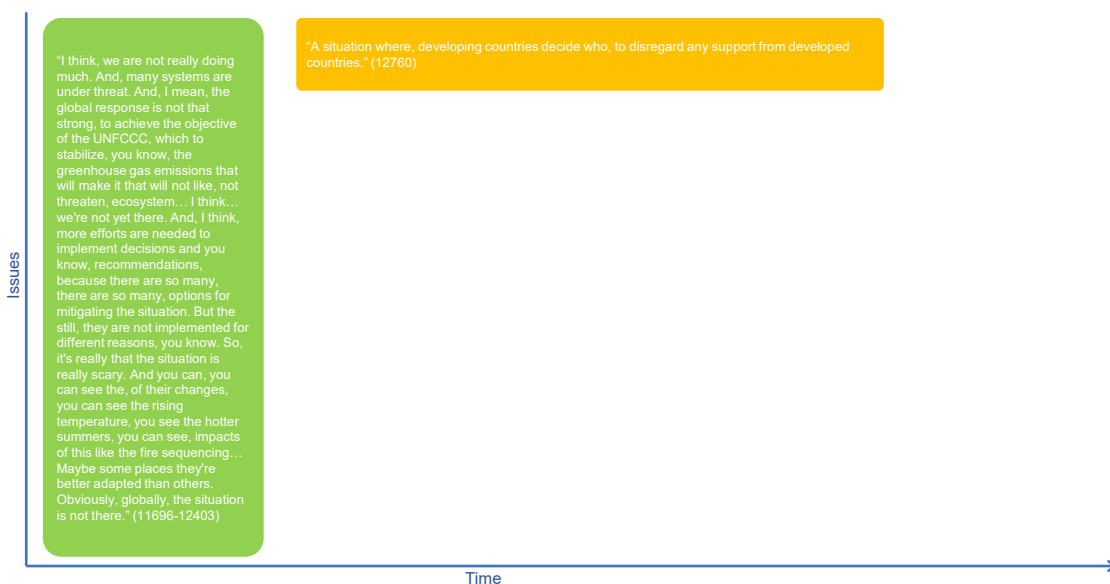 “I think, we are not really doing
much. And, many systems are
under threat. And, I mean, the
global response is not that
strong, to achieve the objective
of the UNFCCC, which to
stabilize, you know, the
greenhouse gas emissions that
will make it that will not like, not
threaten, ecosystem… I think…
we're not yet there. And, I think,
more efforts are needed to
implement decisions and you
know, recommendations,
because there are so many,
there are so many, options for
mitigating the situation. But the
still, they are not implemented for
different reasons, you know. So,
it's really that the situation is
really scary. And you can, you
can see the, of their changes,
you can see the rising
temperature, you see the hotter
summers, you can see, impacts
of this like the fire sequencing…
Maybe some places they're
better adapted than others.
Obviously, globally, the situation
is not there.” (11696-12403)
“A situation where, developing countries decide who, to disregard any support from developed
countries.” (12760)
Issues
Time